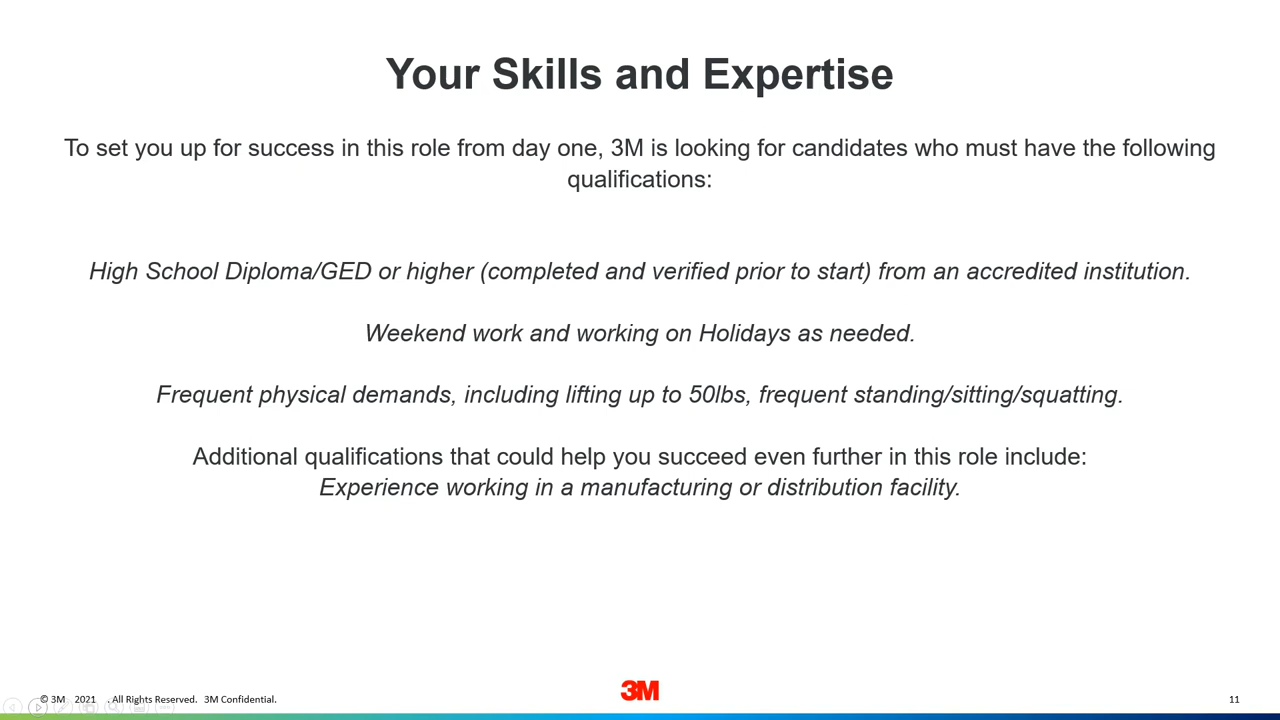 Your Skills and Expertise
To set you up for success in this role from day one, 3M is looking for candidates who must have the following
qualifications:
High School Diploma/GED or higher (completed and verified prior to start) from an accredited institution.
Weekend work and working on Holidays as needed.
Frequent physical demands, including lifting up to 50lbs, frequent standing/sitting/squatting.
Additional qualifications that could help you succeed even further in this role include:
Experience working in a manufacturing or distribution facility.
© 3M 2021 . All Rights Reserved. 3M Confidential.
3M
11